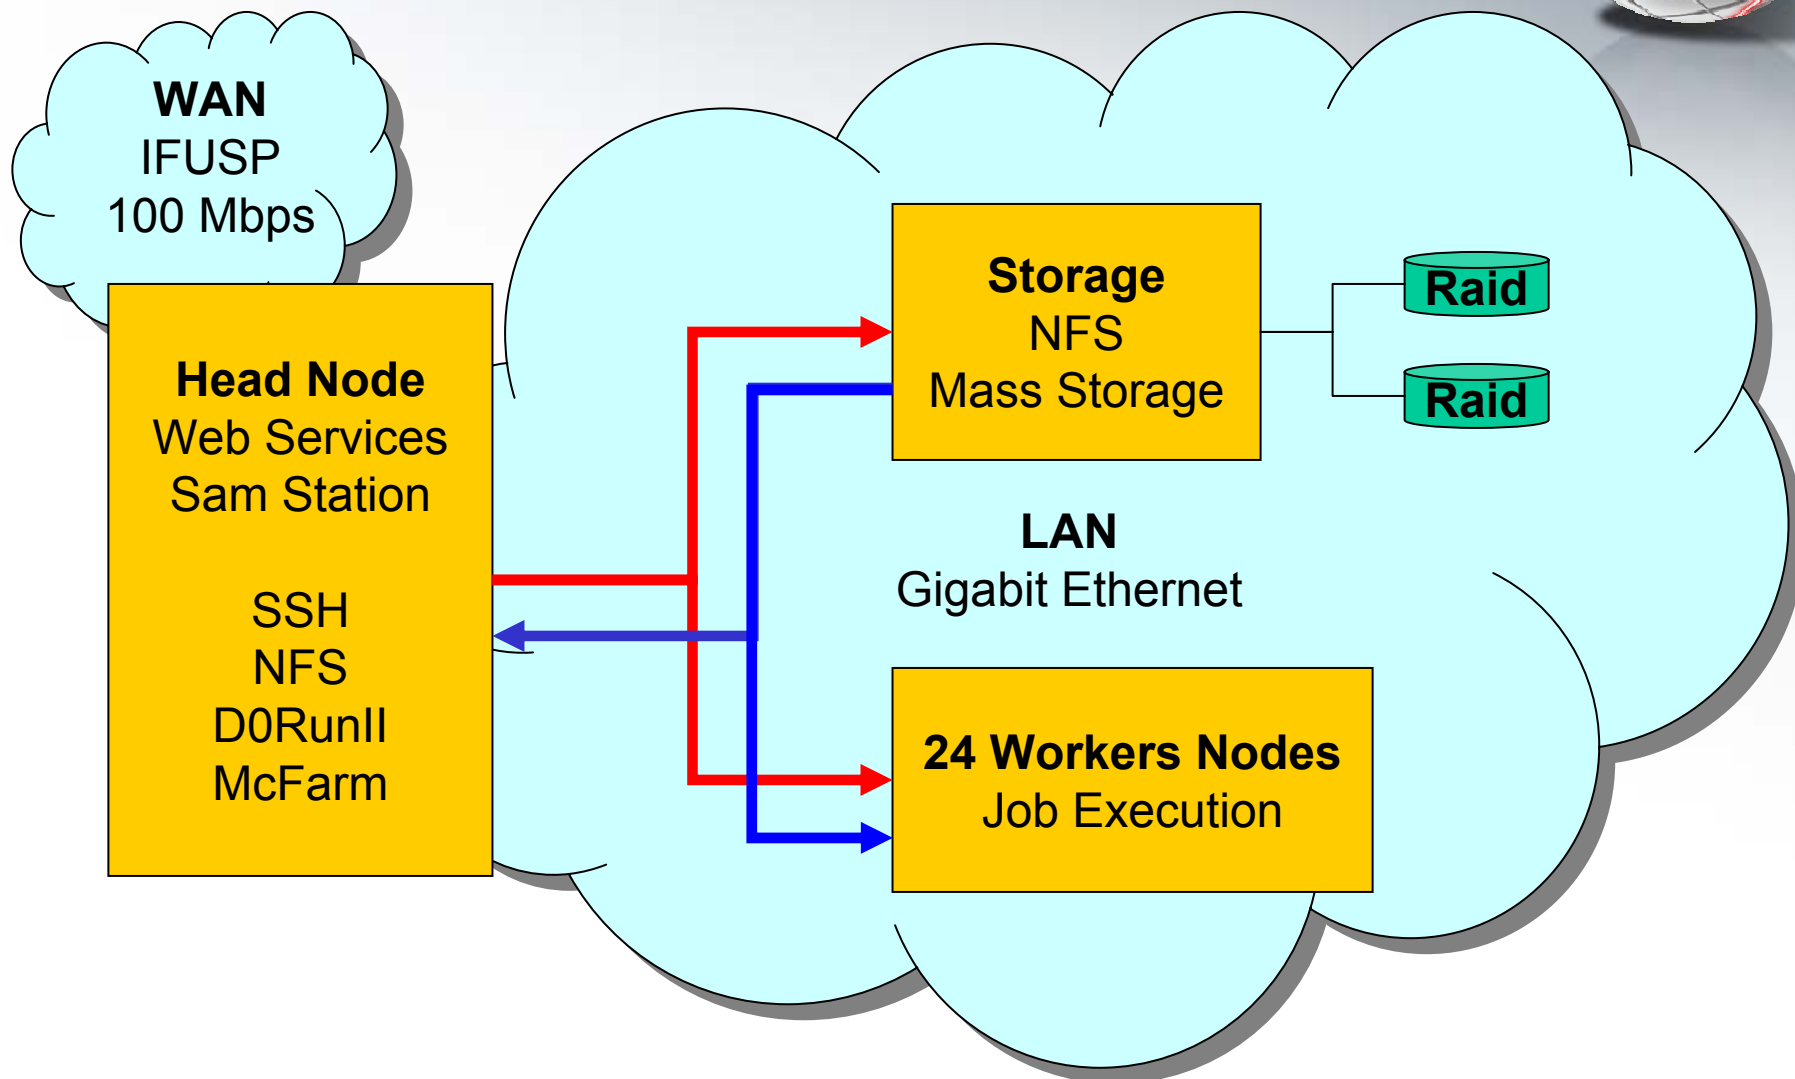 WAN
IFUSP
100 Mbps
Head Node
Web Services
Sam Station
SSH
NFS
D0RunII
McFarm
Storage
NFS
Mass Storage
Raid
Raid
LAN
Gigabit Ethernet
24 Workers Nodes
Job Execution